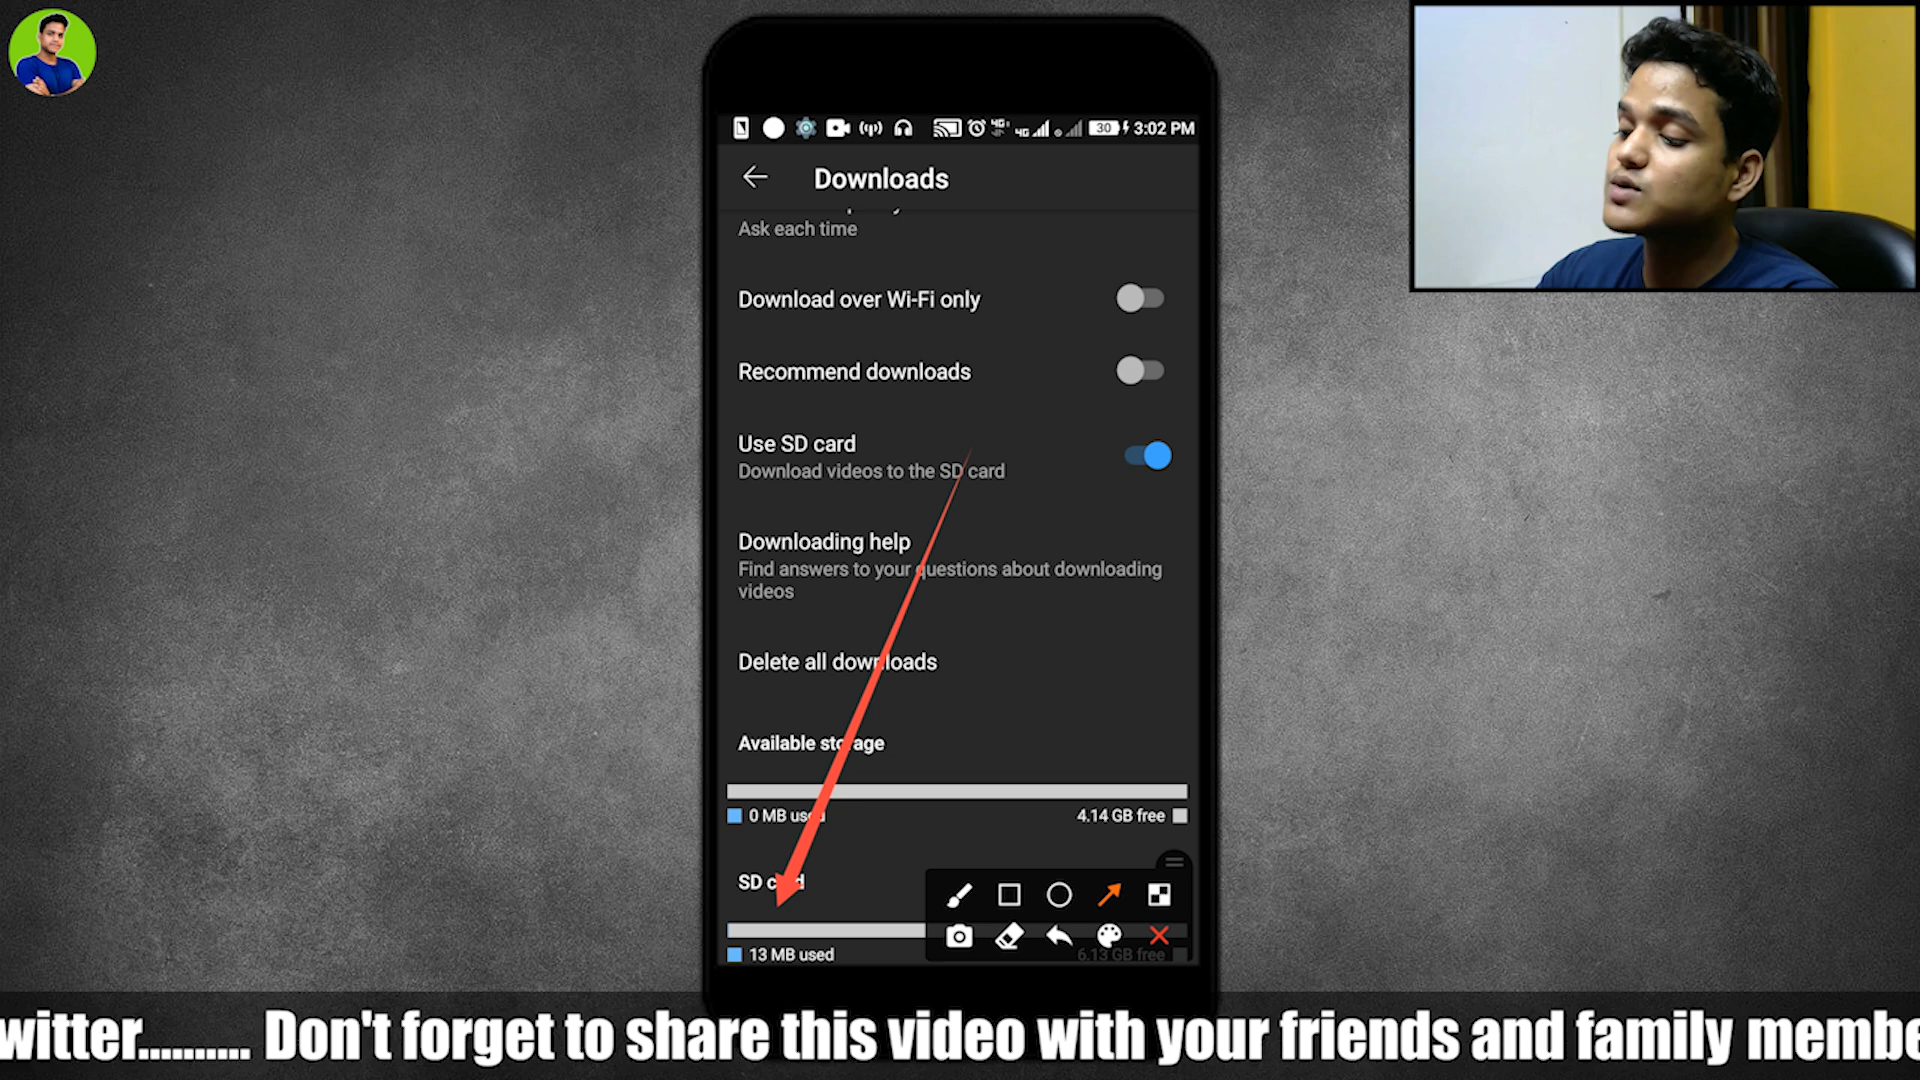 4G
4G
30
3:02 PM
Downloads
Ask each time
Download over Wi-Fi only
Recommend downloads
Use SD card
Download videos to the SD card
Downloading help
Find answers to your questions about downloading
videos
Delete all downloads
Available storage
0 MB used
4.14 GB free
SD card
13 MB used
6.13 GB free
witter.......... Don't forget to share this video with your friends and family membe